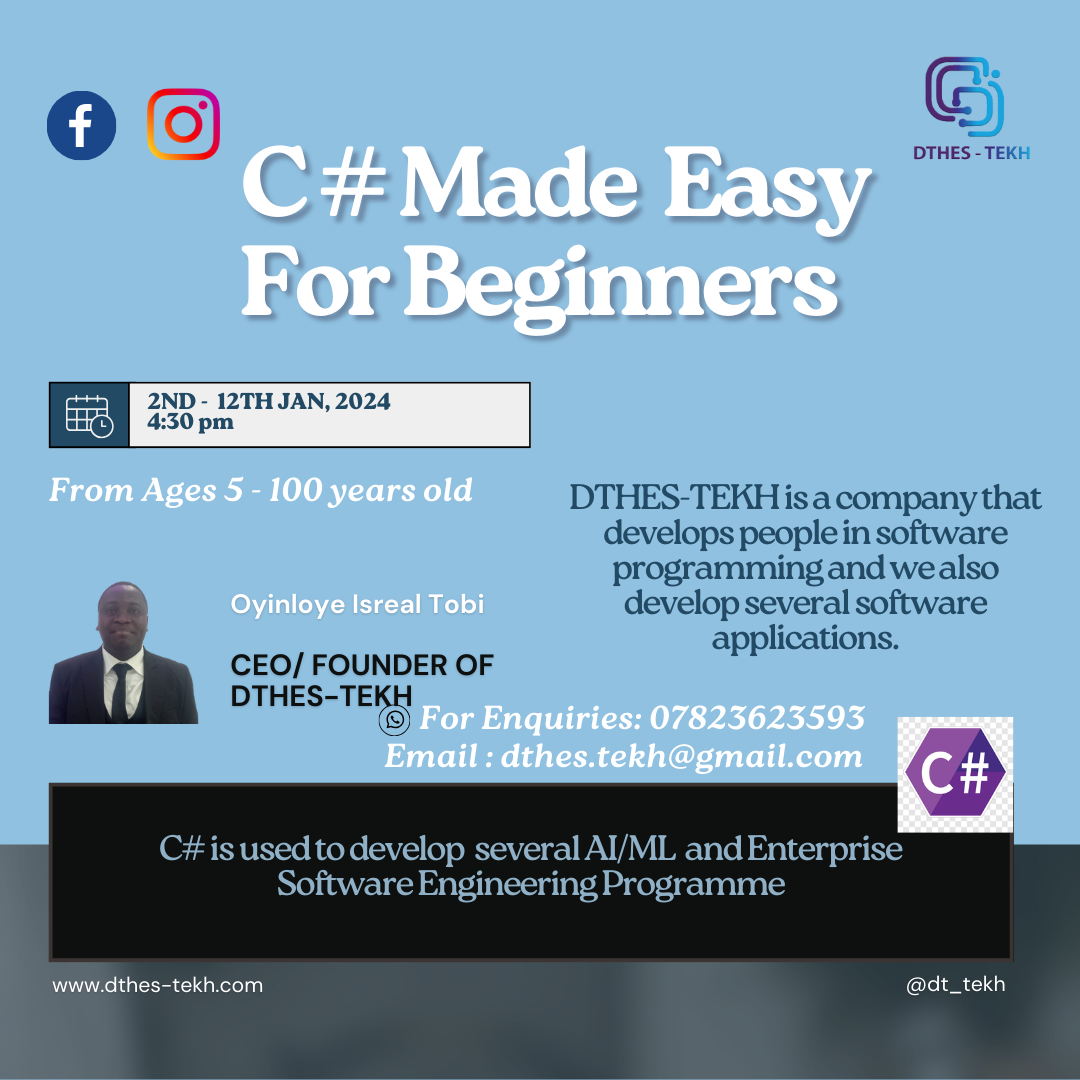 DTHES - TEKH
C # Made Easy
For Beginners
2ND - 12TH JAN, 2024
4:30 pm
From Ages 5 - 100 years old
DTHES-TEKH is a company that
develops people in software
programming and we also
develop several software
applications.
Oyinloye Isreal Tobi
CEO/ FOUNDER OF
DTHES-TEKH
For Enquiries: 07823623593
Email : dthes.tekh@gmail.com
C#
C# is used to develop several AI/ML and Enterprise
Software Engineering Programme
www.dthes-tekh.com
@dt_tekh